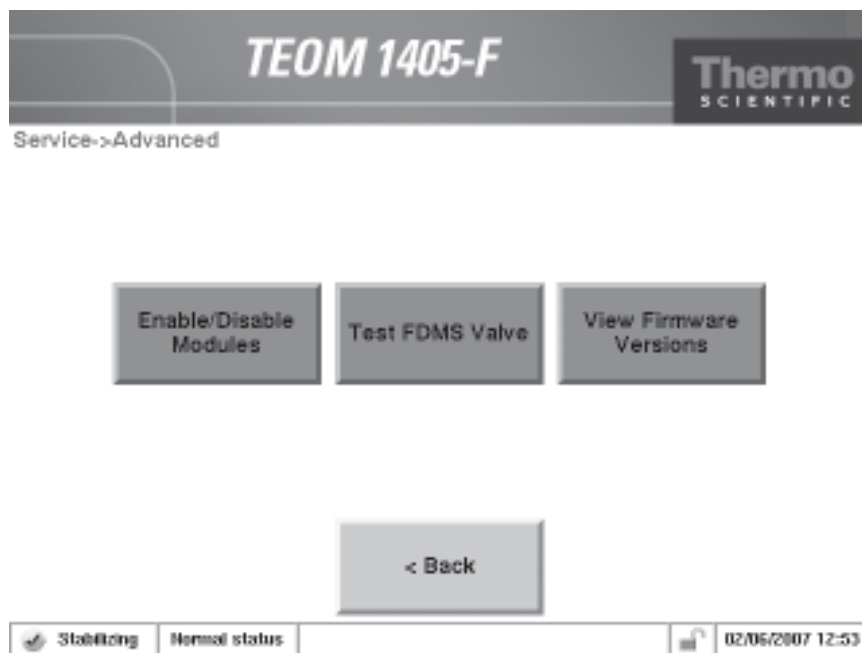 TEOM 1405-F
Thermo
SCIENTIFIC
Service->Advanced
Enable/Disable
Modules
Test FDMS Valve
View Firmware
Versions
< Back
Stabilizing
Normal status
02/06/2007 12:53